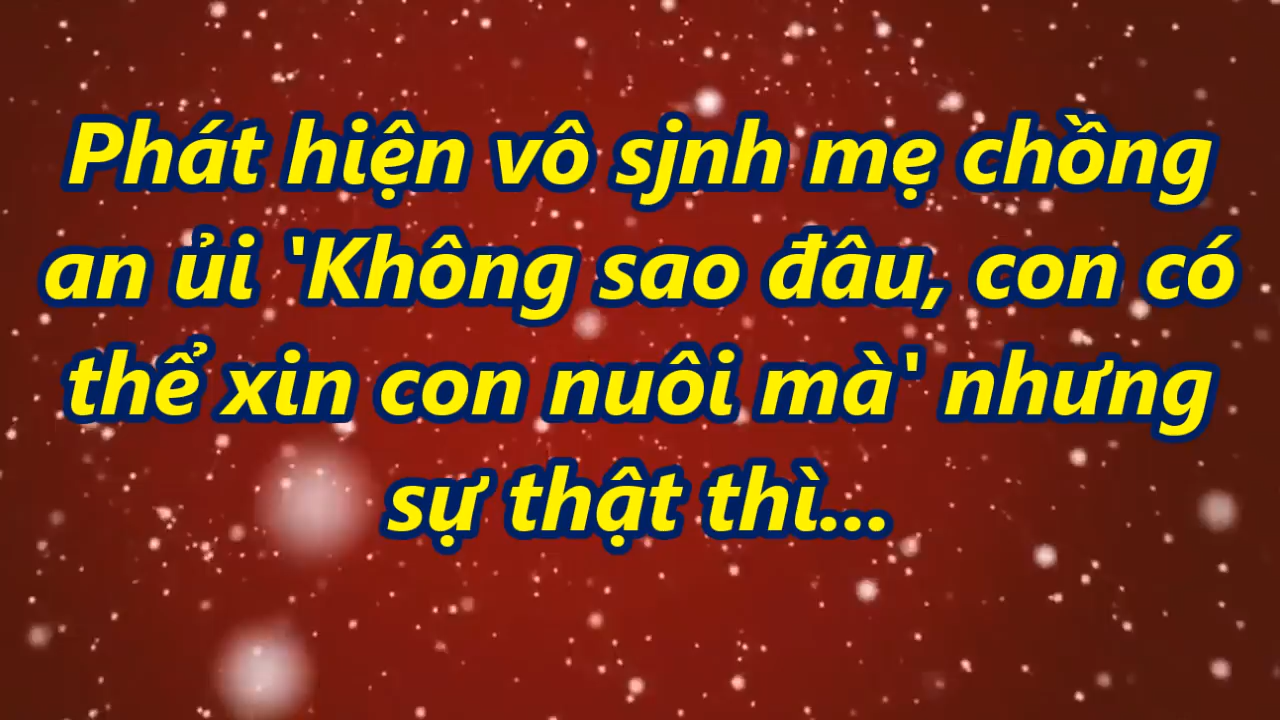 Phát hiện vô sjnh mẹ chồng
an ủi 'Không sao đâu, con có
thể xin con nuôi mà' nhưng
sự thật thì...